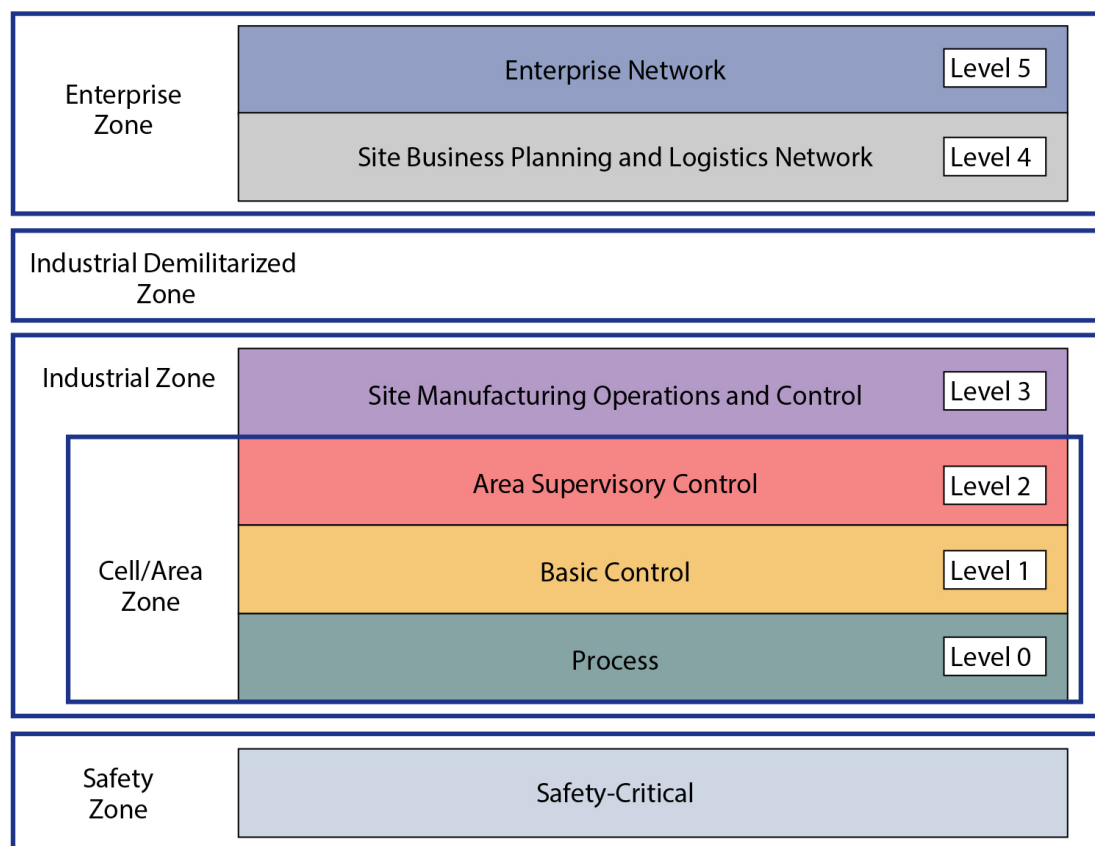 Enterprise
Zone
Enterprise Network
Level 5
Site Business Planning and Logistics Network
Level 4
Industrial Demilitarized
Zone
Industrial Zone
Site Manufacturing Operations and Control
Level 3
Cell/Area
Zone
Area Supervisory Control
Level 2
Basic Control
Level 1
Process
Level 0
Safety
Zone
Safety-Critical